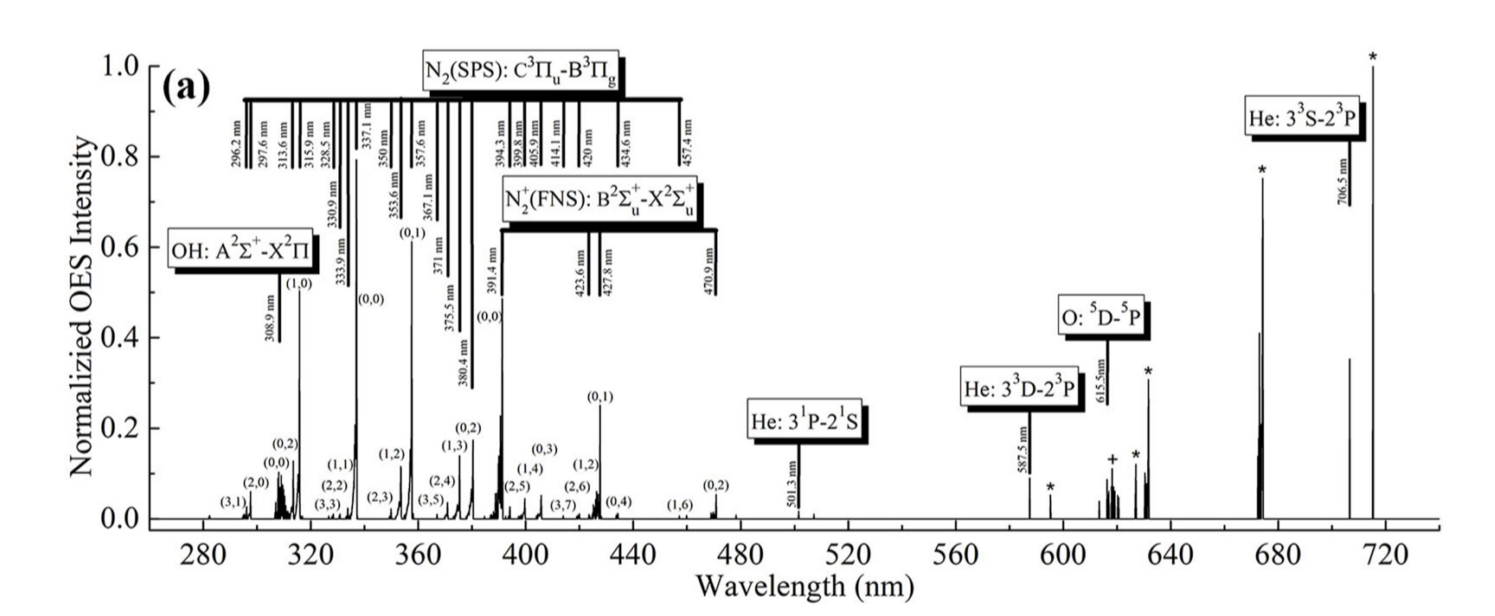 (a)
Normalizied OES Intensity
1.0
0.8
0.6
0.4
0.2
0.0
N₂(SPS): C³Πᵤ-B³Π_g
296.2 mn
297.6 mn
313.6 nm
315.9 nm
328.5 nm
330.9 nm
333.9 nm
337.1 mn
350 nm
353.6 nm
357.6 nm
367.1 mn
371 nm
375.5 nm
380.4 nm
394.3 nm
399.8 nm
405.9 nm
414.1 nm
420 nm
434.6 nm
457.4 nm
N₂⁺(FNS): B²Σᵤ⁺-X²Σᵤ⁺
391.4 mn
423.6 nm
427.8 nm
470.9 nm
OH: A²Σ⁺-X²Π
308.9 nm
He: 3¹P-2¹S
501.3 nm
He: 3³D-2³P
587.5 nm
O: ⁵D-⁵P
615.5nm
He: 3³S-2³P
706.5 nm
(3,1)
(2,0)
(0,0)
(0,2)
(1,0)
(3,3)
(2,2)
(1,1)
(0,0)
(2,3)
(1,2)
(0,1)
(3,5)
(2,4)
(1,3)
(0,2)
(0,0)
(2,5)
(1,4)
(0,3)
(3,7)
(2,6)
(1,2)
(0,1)
(0,4)
(1,6)
(0,2)
*
+
*
*
*
*
280
320
360
400
440
480
520
560
600
640
680
720
Wavelength (nm)